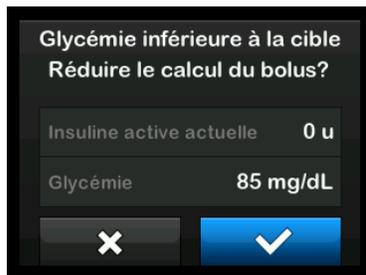 Glycémie inférieure à la cible
Réduire le calcul du bolus?
Insuline active actuelle 0 u
Glycémie 85 mg/dL